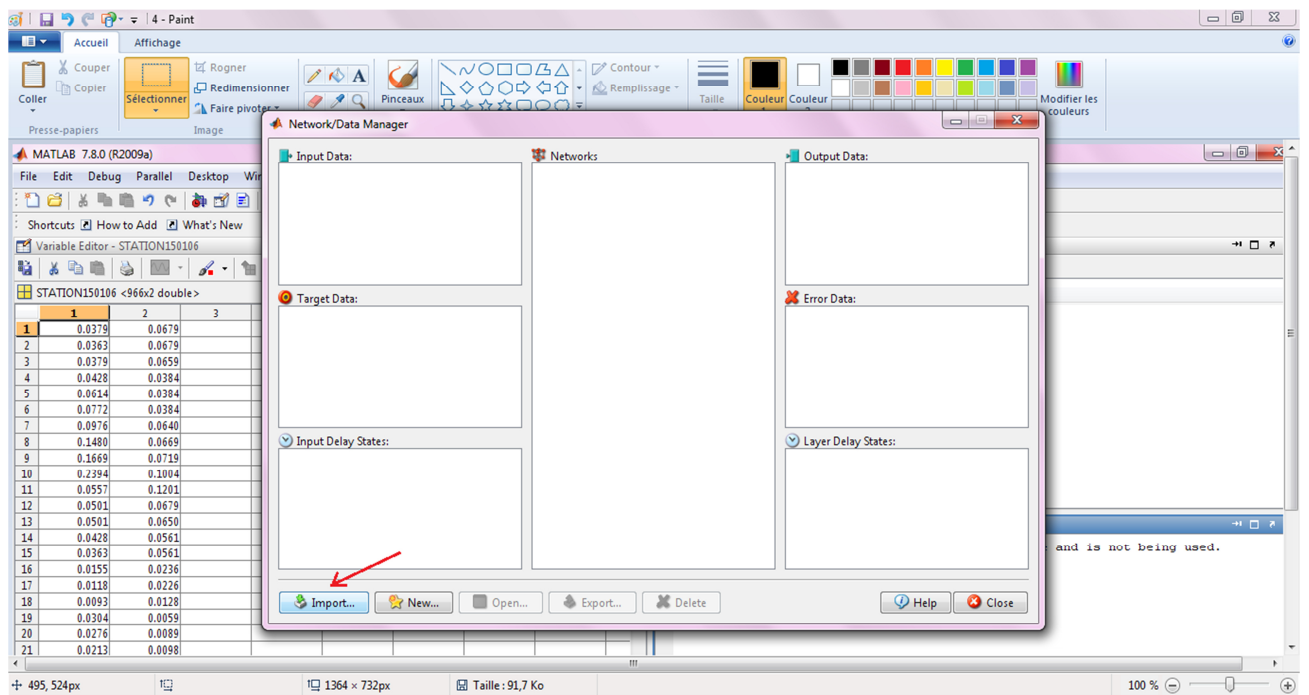 4 - Paint
Accueil Affichage
Coller
Couper
Copier
Presse-papiers
Sélectionner
Rogner
Redimensionner
Faire pivoter
Image
A
Pinceaux
Contour
Remplissage
Taille
Couleur
1
Couleur
Modifier les
couleurs
MATLAB 7.8.0 (R2009a)
File Edit Debug Parallel Desktop
Shortcuts How to Add What's New
Variable Editor - STATION150106
STATION150106 <966x2 double>
1 2 3
1 0.0379 0.0679
2 0.0363 0.0679
3 0.0379 0.0659
4 0.0428 0.0384
5 0.0614 0.0384
6 0.0772 0.0384
7 0.0976 0.0640
8 0.1480 0.0669
9 0.1669 0.0719
10 0.2394 0.1004
11 0.0557 0.1201
12 0.0501 0.0679
13 0.0501 0.0650
14 0.0428 0.0561
15 0.0363 0.0561
16 0.0155 0.0236
17 0.0118 0.0226
18 0.0093 0.0128
19 0.0304 0.0059
20 0.0276 0.0089
21 0.0213 0.0098
Network/Data Manager
Input Data:
Networks
Output Data:
Target Data:
Error Data:
Input Delay States:
Layer Delay States:
Import... New... Open... Export... Delete Help Close
and is not being used.
495, 524px 1364 × 732px Taille : 91,7 Ko 100 %